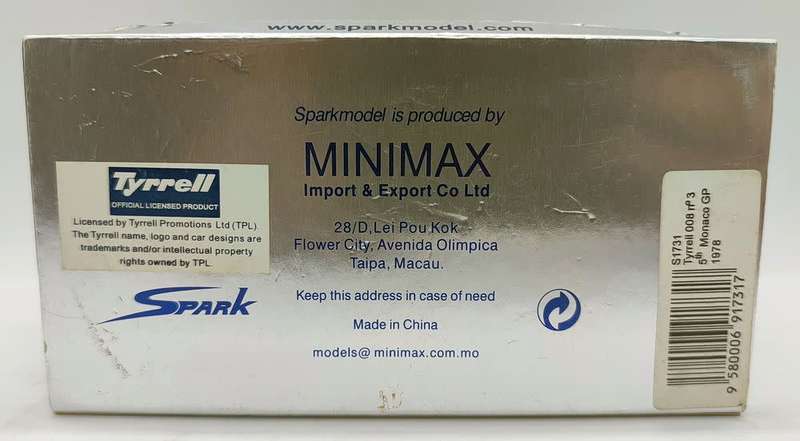 www.sparkmodel.com
Sparkmodel is produced by
MINIMAX
Import & Export Co Ltd
28/D,Lei Pou Kok
Flower City, Avenida Olimpica
Taipa, Macau.
Keep this address in case of need
Made in China
models@ minimax.com.mo
Tyrrell
OFFICIAL LICENSED PRODUCT
Licensed by Tyrrell Promotions Ltd (TPL).
The Tyrrell name, logo and car designs are
trademarks and/or intellectual property
rights owned by TPL.
SPARK
S1731
Tyrrell 008 nº 3
5th Monaco GP
1978
9 580006 917317